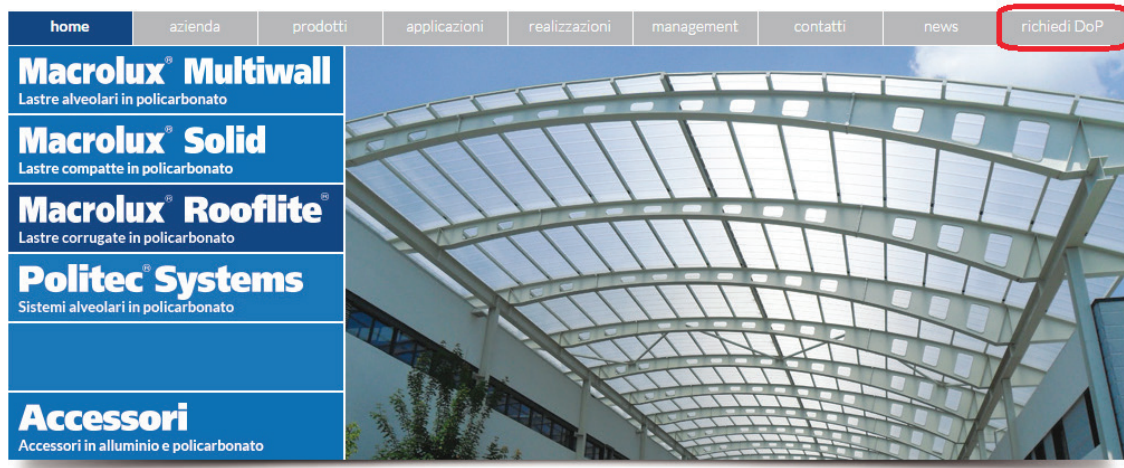 home azienda prodotti applicazioni realizzazioni management contatti news richiedi DoP
Macrolux® Multiwall
Lastre alveolari in policarbonato
Macrolux® Solid
Lastre compatte in policarbonato
Macrolux® Rooflite®
Lastre corrugate in policarbonato
Politec® Systems
Sistemi alveolari in policarbonato
Accessori
Accessori in alluminio e policarbonato